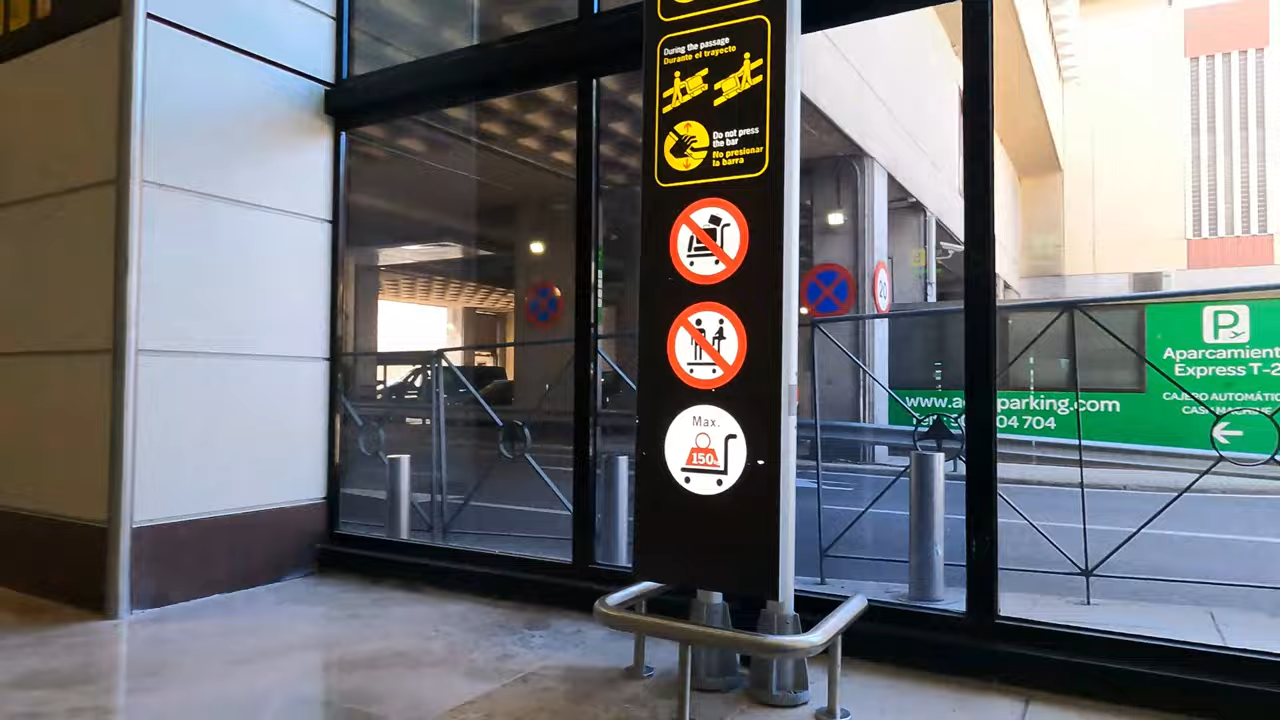 During the passage
Durante el trayecto
Do not press
the bar
No presionar
la barra
Max.
150
20
P
Aparcamient
Express T-2
CAJERO AUTOMÁTIC
www.a parking.com
04 704